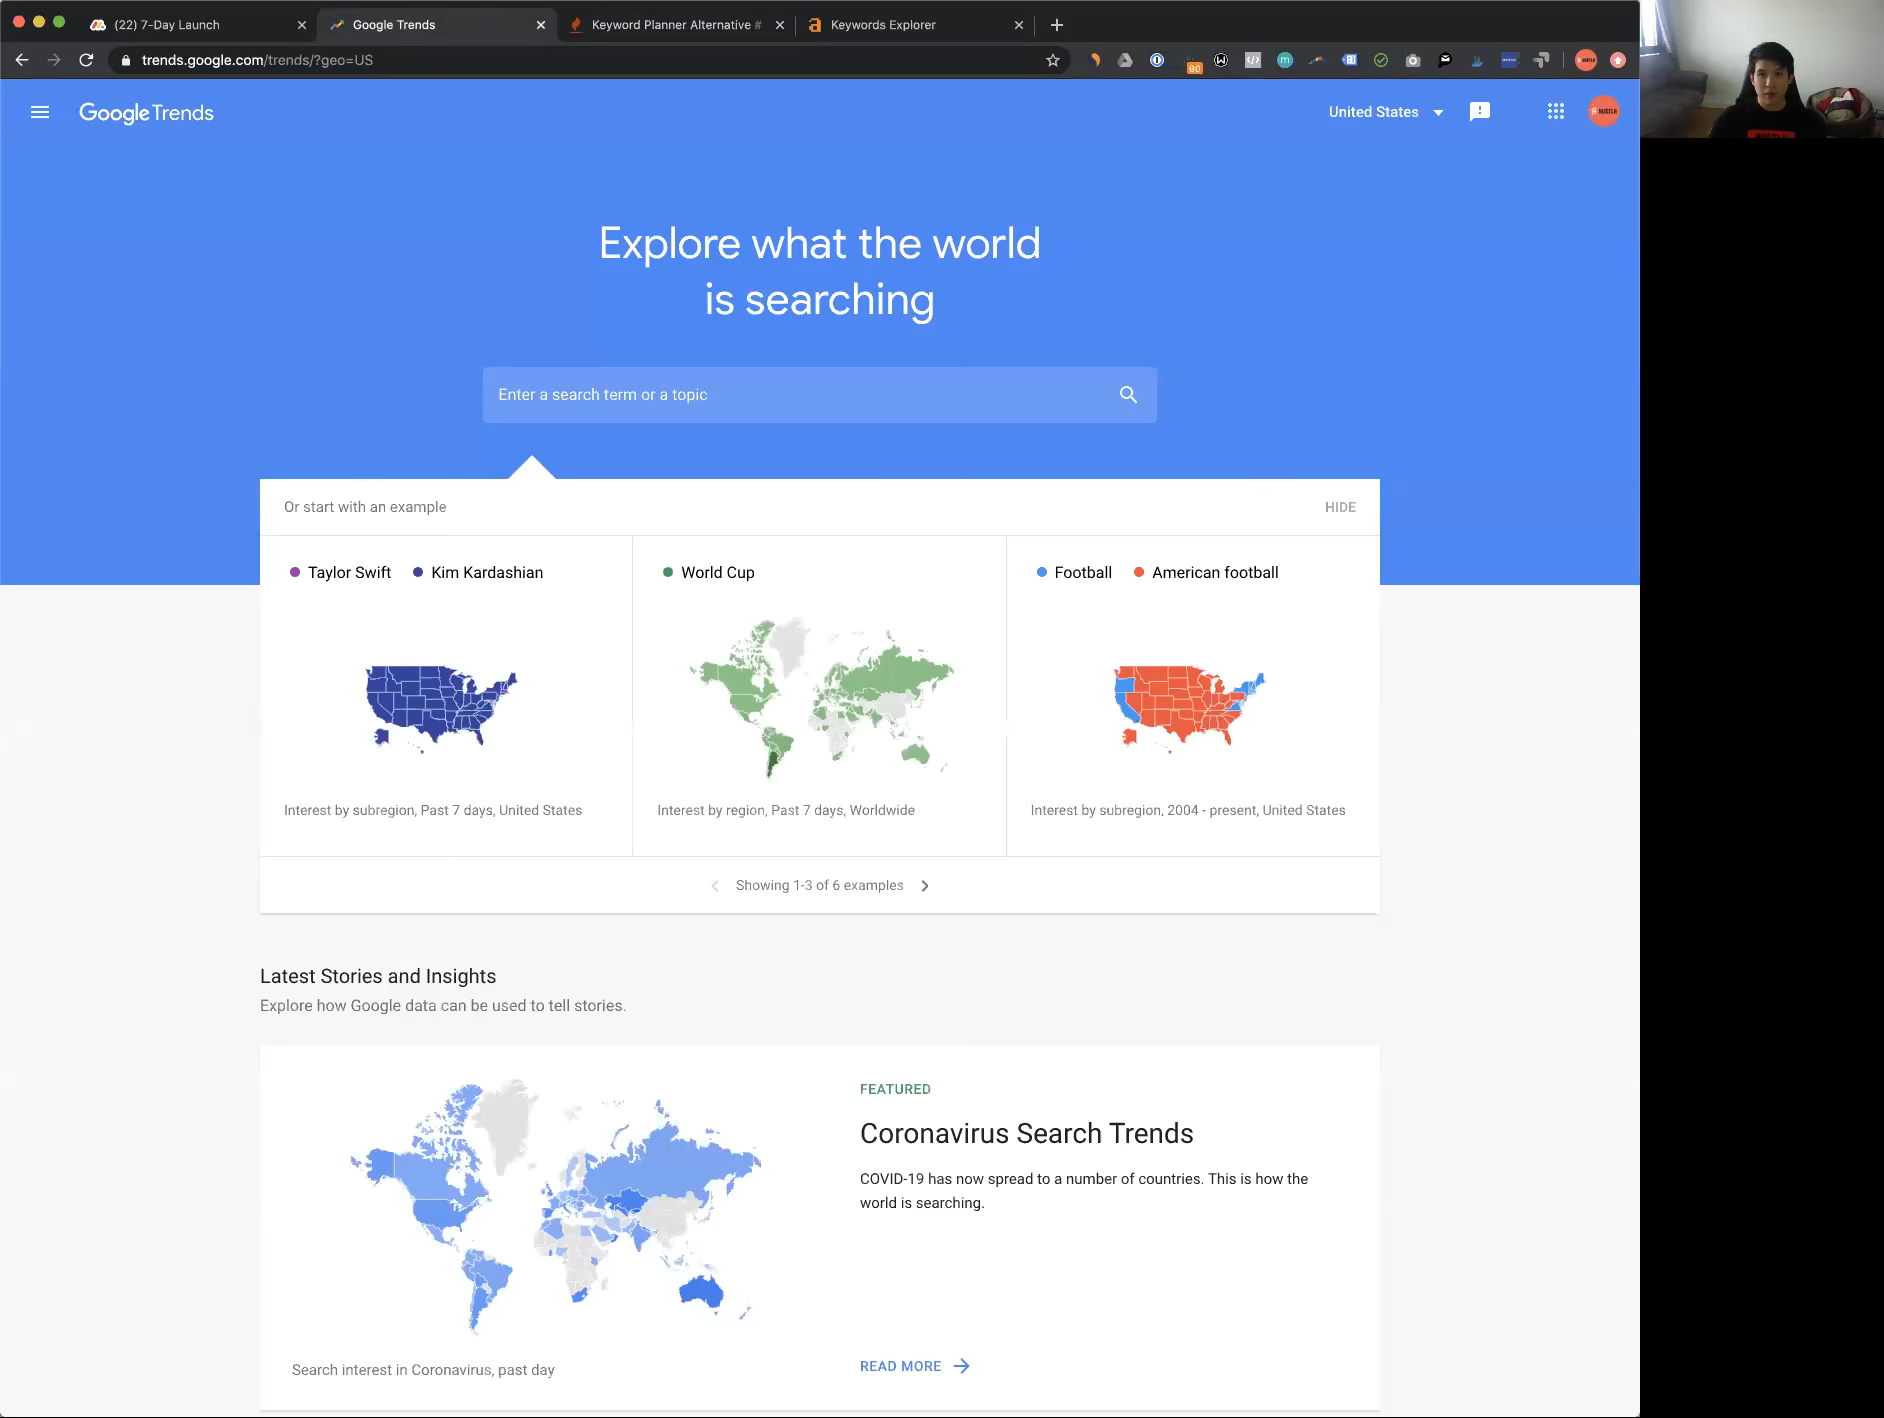 (22) 7-Day Launch
Google Trends
Keyword Planner Alternative #
Keywords Explorer
trends.google.com/trends/?geo=US
Google Trends
United States
Explore what the world
is searching
Enter a search term or a topic
Or start with an example
HIDE
Taylor Swift
Kim Kardashian
World Cup
Football
American football
Interest by subregion, Past 7 days, United States
Interest by region, Past 7 days, Worldwide
Interest by subregion, 2004 - present, United States
Showing 1-3 of 6 examples
Latest Stories and Insights
Explore how Google data can be used to tell stories.
FEATURED
Coronavirus Search Trends
COVID-19 has now spread to a number of countries. This is how the
world is searching.
Search interest in Coronavirus, past day
READ MORE